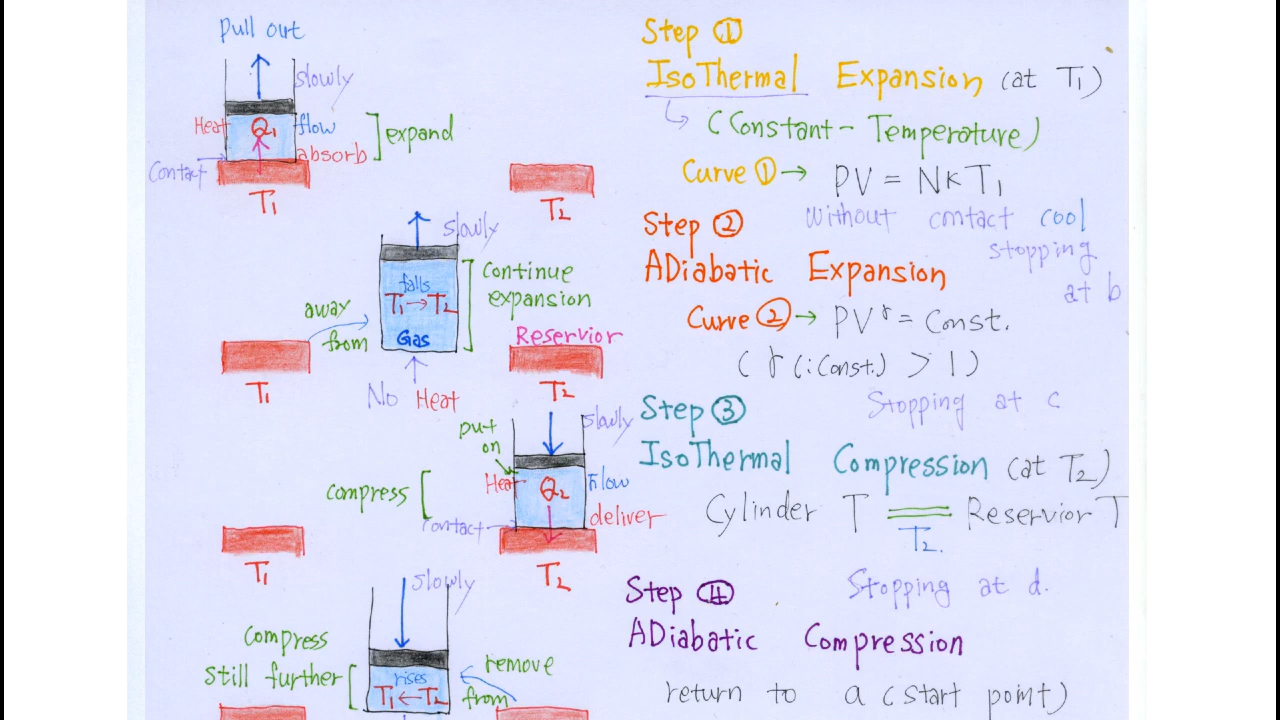 Pull out
slowly
Heat Q1 flow
absorb
expand
Contact
T1
T2
Step ①
IsoThermal Expansion (at T1)
(Constant-Temperature)
Curve ① → PV = NKT1
without contact cool
stopping
at b
Step ②
ADiabatic Expansion
Curve ② → PVᵞ = Const.
(γ (:Const.) > 1)
Stopping at c
slowly
falls
T1→T2
Gas
continue
expansion
away
from
Reservior
T1
No Heat
T2
Step ③
IsoThermal Compression (at T2)
Cylinder T = Reservior T
T2.
Stopping at d.
put
on
slowly
compress
Heat Q2 Flow
contact
deliver
T1
T2
Step ④
ADiabatic Compression
return to a (start point)
slowly
compress
still further
rises
T1←T2
remove
from